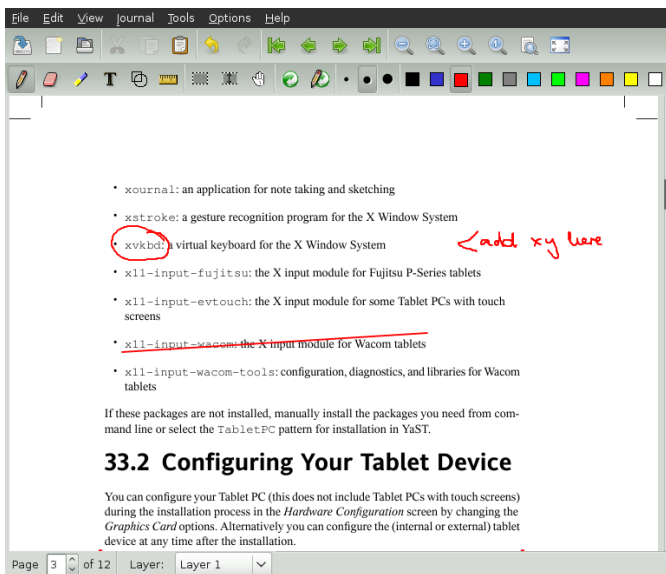 File Edit View Journal Tools Options Help
T
• xournal: an application for note taking and sketching
• xstroke: a gesture recognition program for the X Window System
• xvkbd: a virtual keyboard for the X Window System
<add xy here
• x11-input-fujitsu: the X input module for Fujitsu P-Series tablets
• x11-input-evtouch: the X input module for some Tablet PCs with touch
screens
• x11-input-wacom: the X input module for Wacom tablets
• x11-input-wacom-tools: configuration, diagnostics, and libraries for Wacom
tablets
If these packages are not installed, manually install the packages you need from com-
mand line or select the TabletPC pattern for installation in YaST.
33.2 Configuring Your Tablet Device
You can configure your Tablet PC (this does not include Tablet PCs with touch screens)
during the installation process in the Hardware Configuration screen by changing the
Graphics Card options. Alternatively you can configure the (internal or external) tablet
device at any time after the installation.
Page 3 of 12 Layer: Layer 1